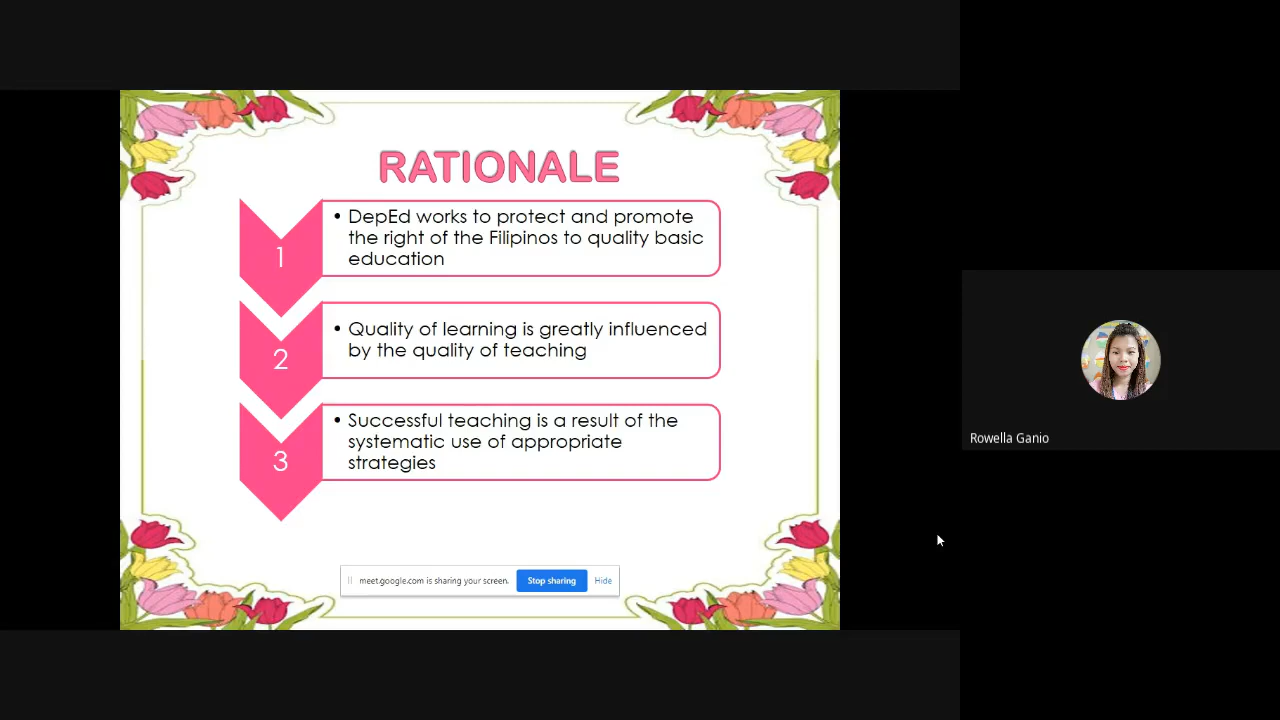 RATIONALE
1
• DepEd works to protect and promote
the right of the Filipinos to quality basic
education
2
• Quality of learning is greatly influenced
by the quality of teaching
3
• Successful teaching is a result of the
systematic use of appropriate
strategies
Rowella Ganio
meet.google.com is sharing your screen. Stop sharing Hide